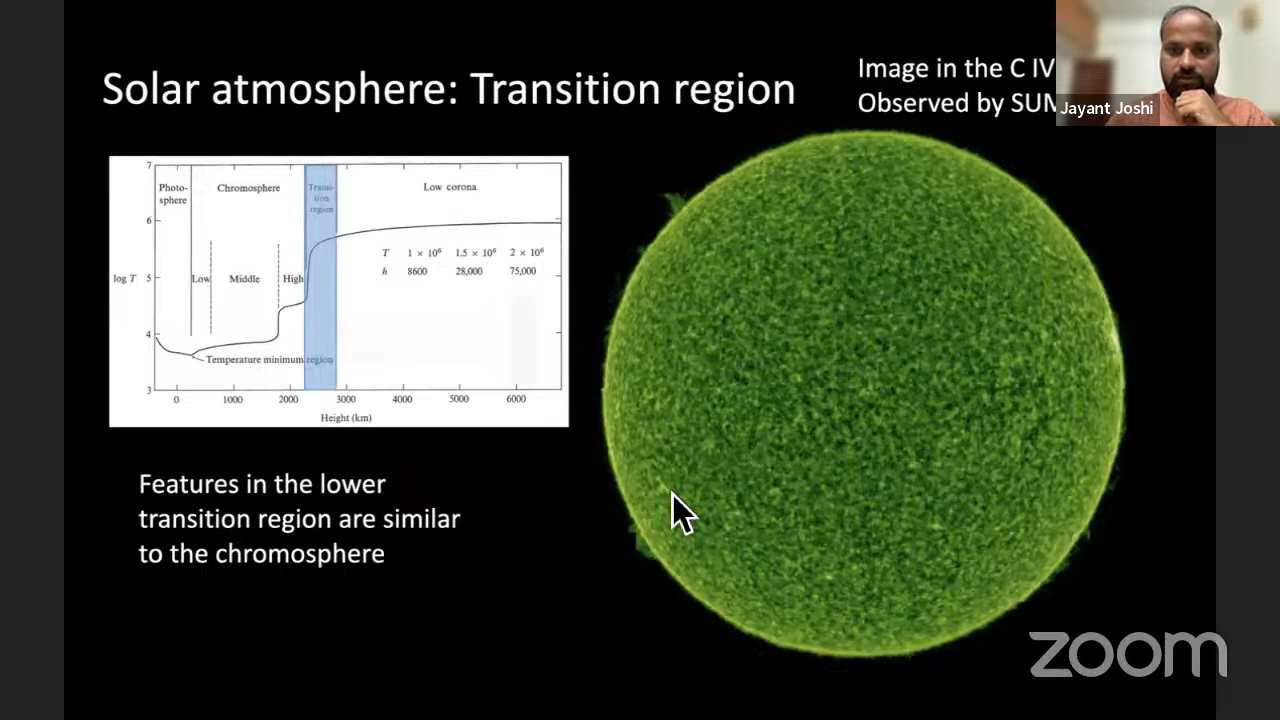 Solar atmosphere: Transition region
Image in the C IV
Observed by SUM
Jayant Joshi
7
6
5
4
3
log T
Photo-
sphere
Chromosphere
Transi-
tion
region
Low corona
Low
Middle
High
T 1 × 10⁶ 1.5 × 10⁶ 2 × 10⁶
h 8600 28,000 75,000
Temperature minimum region
0 1000 2000 3000 4000 5000 6000
Height (km)
Features in the lower
transition region are similar
to the chromosphere
zoom